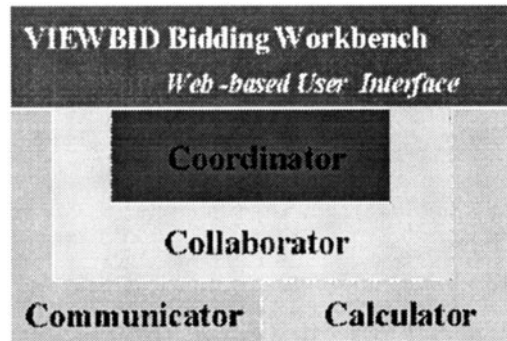 VIEWBID Bidding Workbench
Web-based User Interface
Coordinator
Collaborator
Communicator Calculator